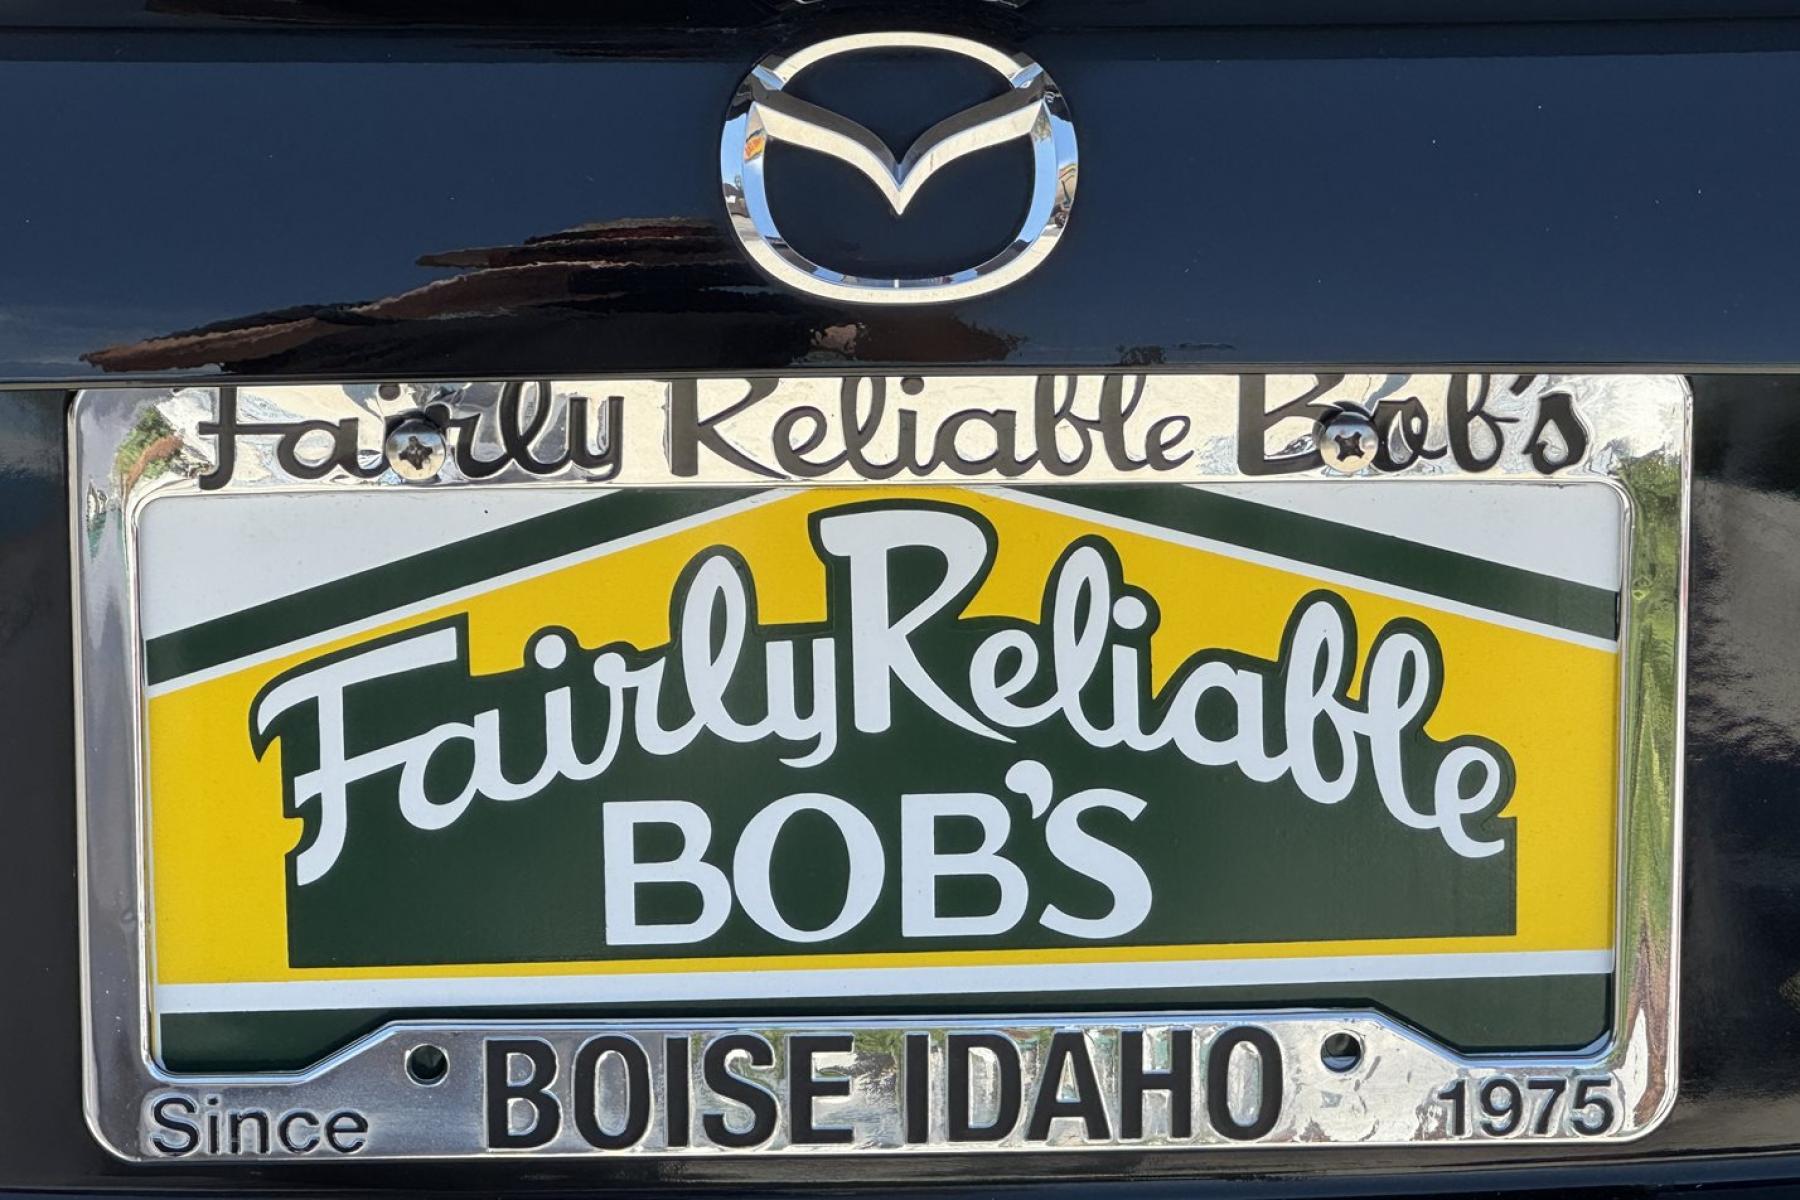 Fairly Reliable Bob's
Fairly Reliable
BOB'S
BOISE IDAHO
Since 1975